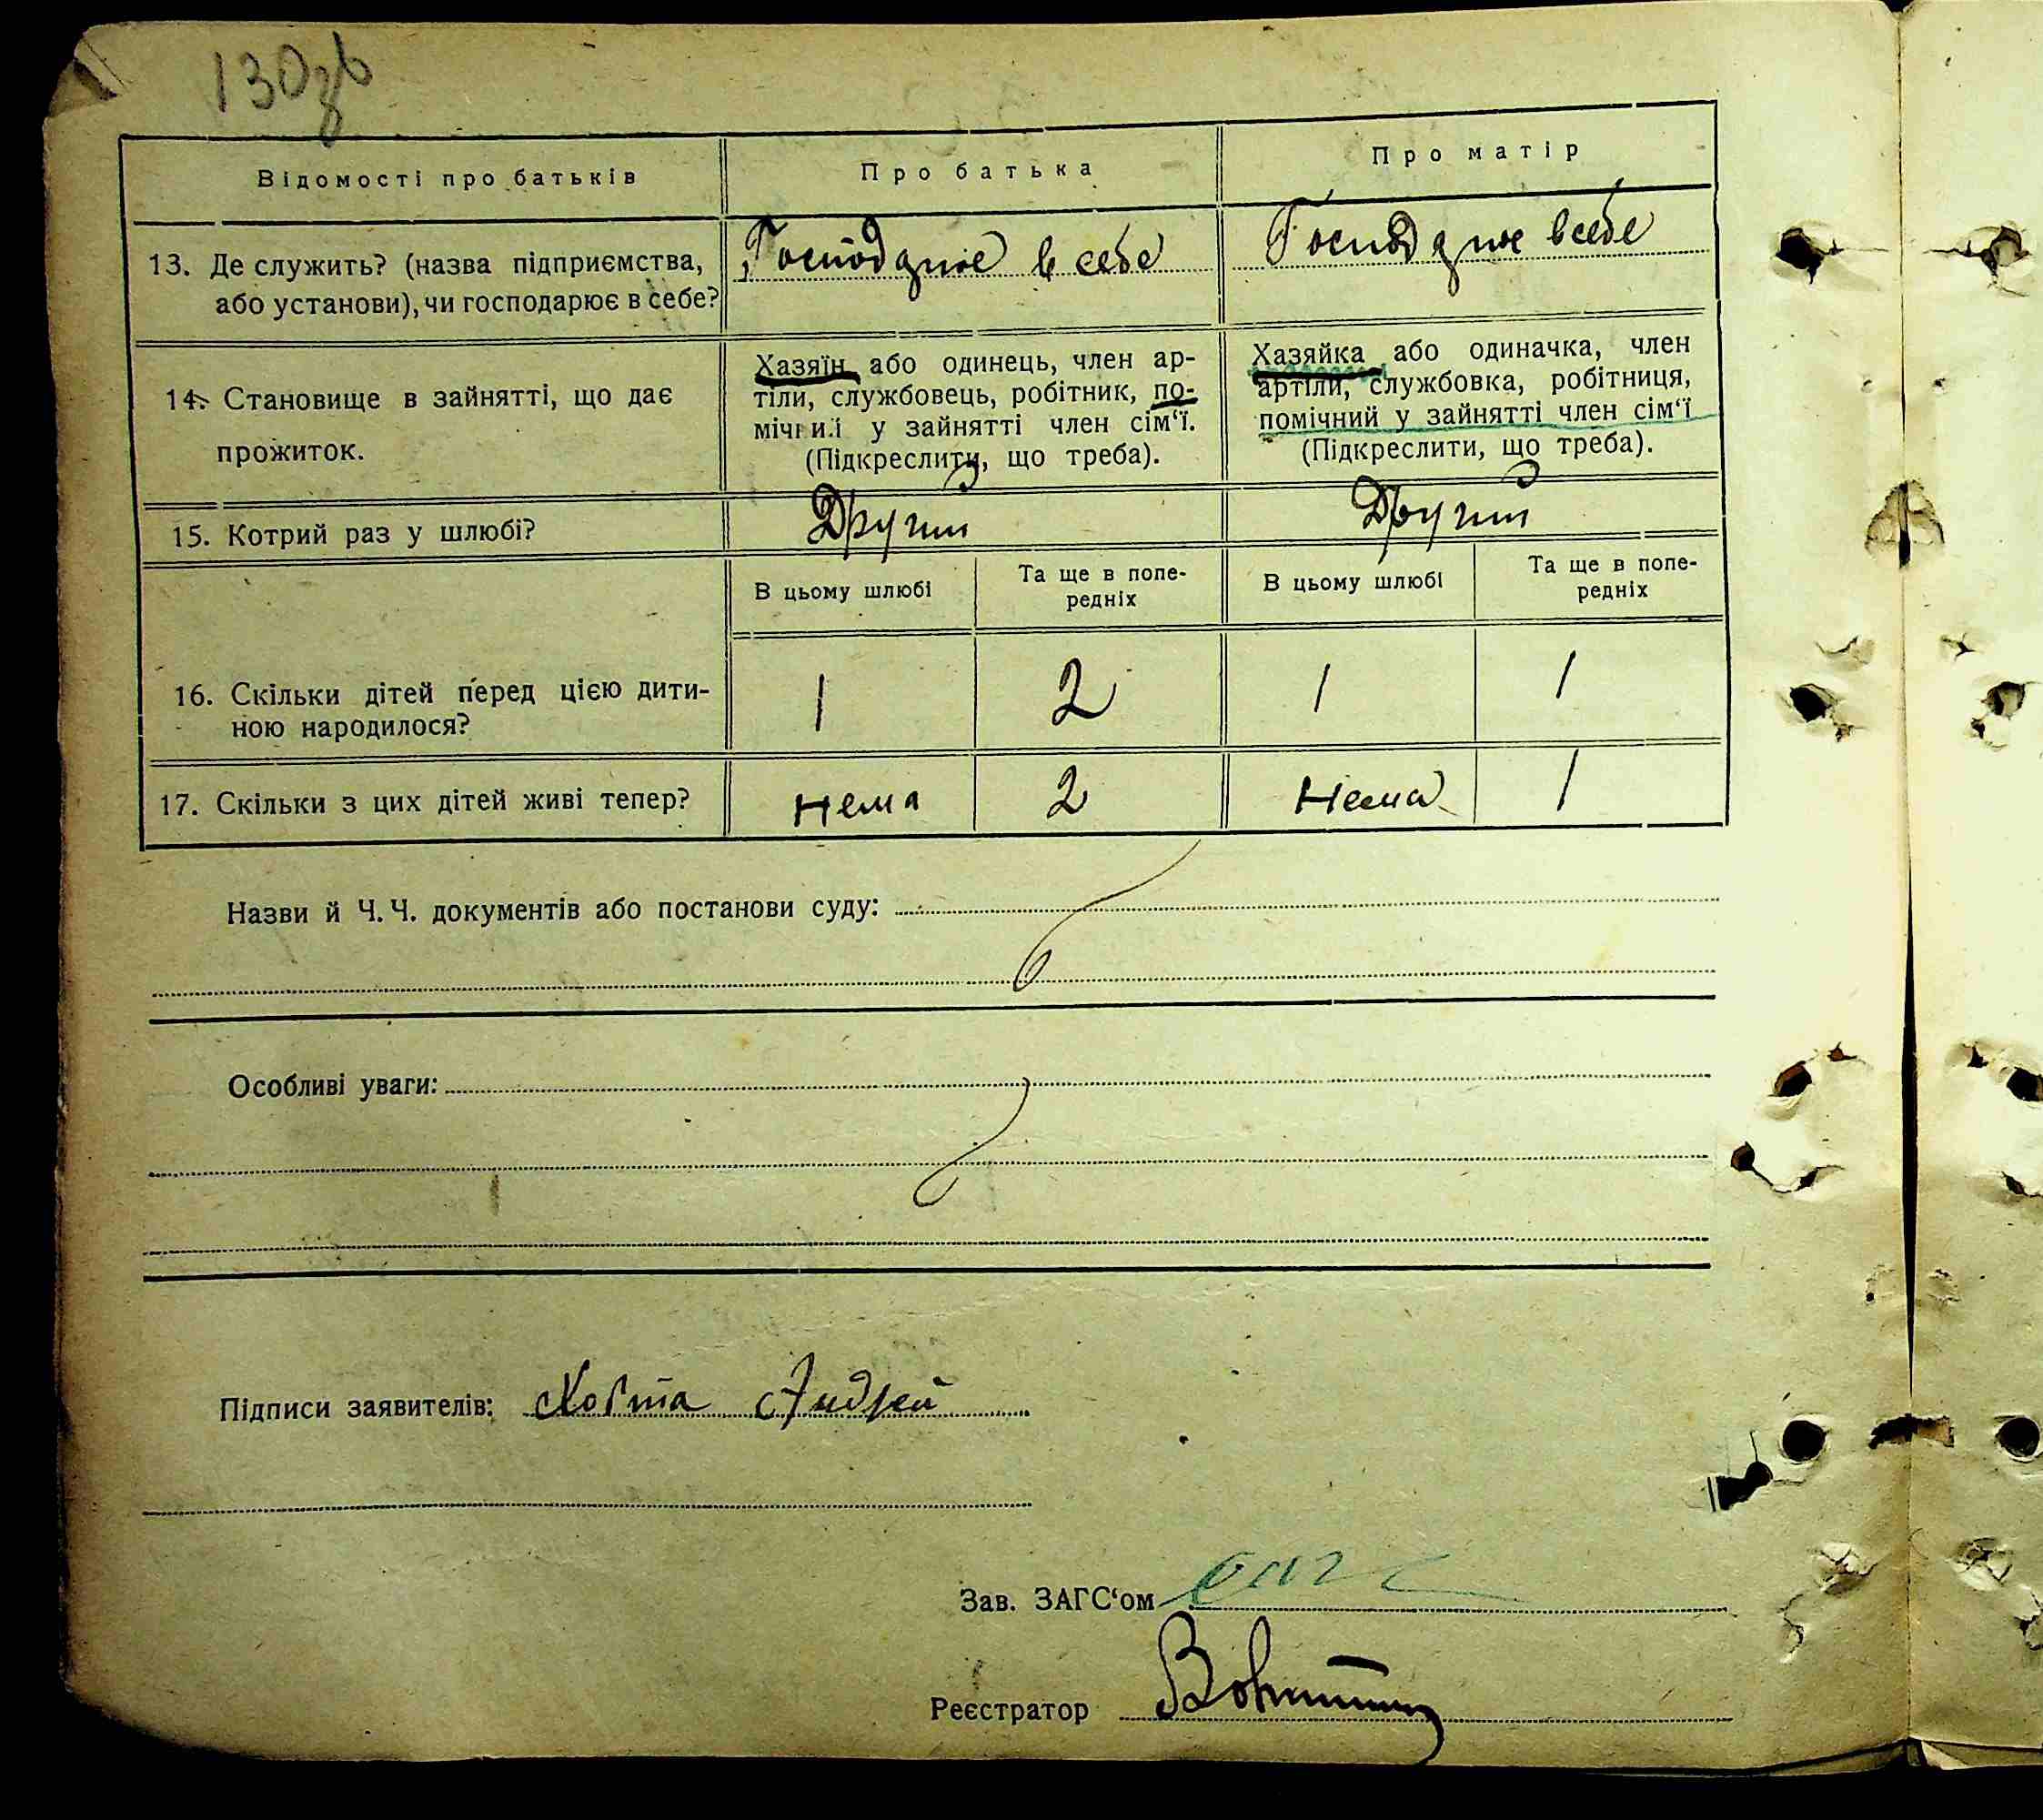 130зв
Відомості про батьків
Про батька
Про матір
13. Де служить? (назва підприємства,
або установи), чи господарює в себе?
Господарює в себе
Господарює в себе
14. Становище в зайнятті, що дає
прожиток.
Хазяїн або одинець, член ар-
тіли, службовець, робітник, по-
мічний у зайнятті член сім'ї.
(Підкреслити, що треба).
Хазяйка або одиначка, член
артіли, службовка, робітниця,
помічний у зайнятті член сім'ї
(Підкреслити, що треба).
15. Котрий раз у шлюбі?
Другий
Другий
В цьому шлюбі
Та ще в попе-
редніх
В цьому шлюбі
Та ще в попе-
редніх
16. Скільки дітей перед цією дити-
ною народилося?
1
2
1
1
17. Скільки з цих дітей живі тепер?
Нема
2
Нема
1
Назви й Ч. Ч. документів або постанови суду:
Особливі уваги:
Підписи заявителів: Андрей
Зав. ЗАГС'ом
Реєстратор